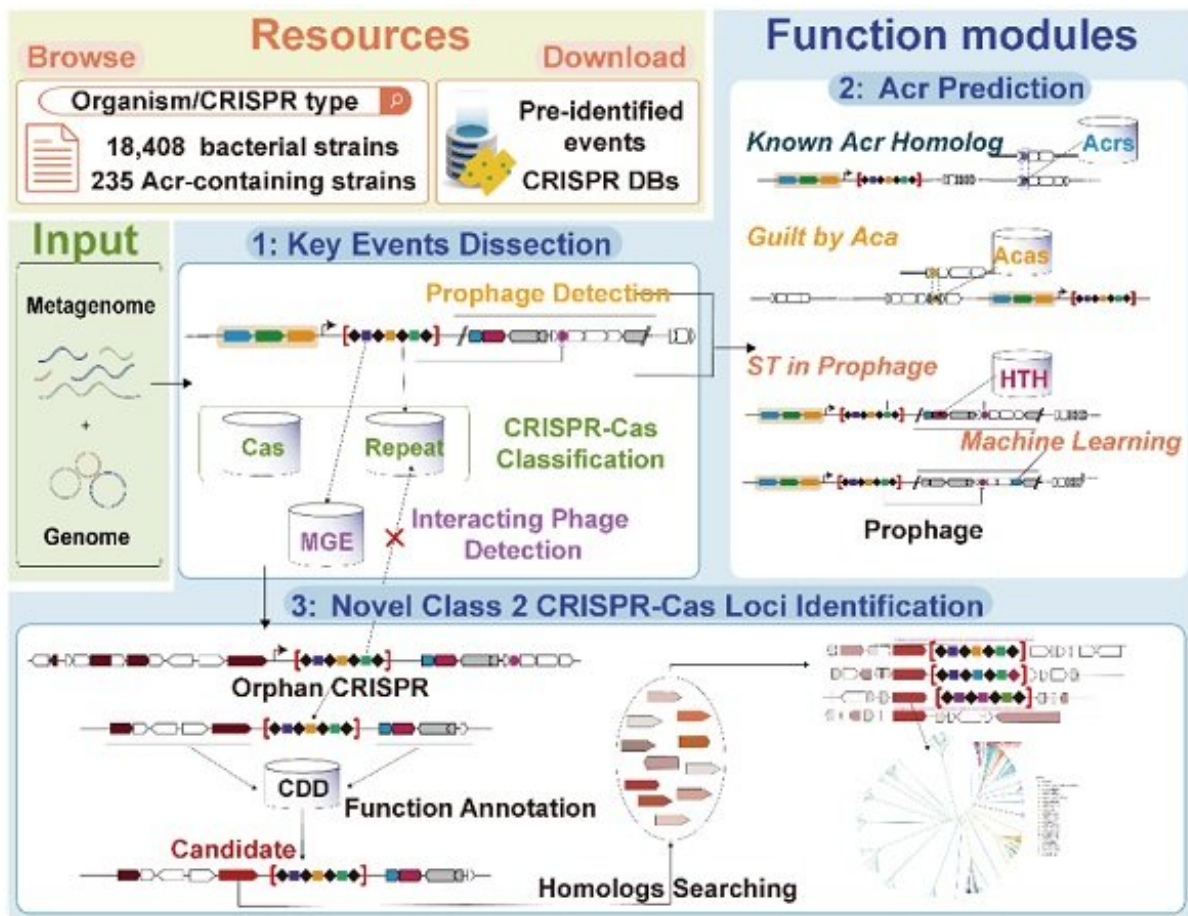 Resources
Browse
Download
Organism/CRISPR type
18,408 bacterial strains
235 Acr-containing strains
Pre-identified
events
CRISPR DBs
Function modules
2: Acr Prediction
Known Acr Homolog
Acrs
Guilt by Aca
Acas
ST in Prophage
HTH
Machine Learning
Prophage
Input
Metagenome
+
Genome
1: Key Events Dissection
Prophage Detection
Cas
Repeat
CRISPR-Cas
Classification
MGE
Interacting Phage
Detection
3: Novel Class 2 CRISPR-Cas Loci Identification
Orphan CRISPR
CDD
Function Annotation
Candidate
Homologs Searching